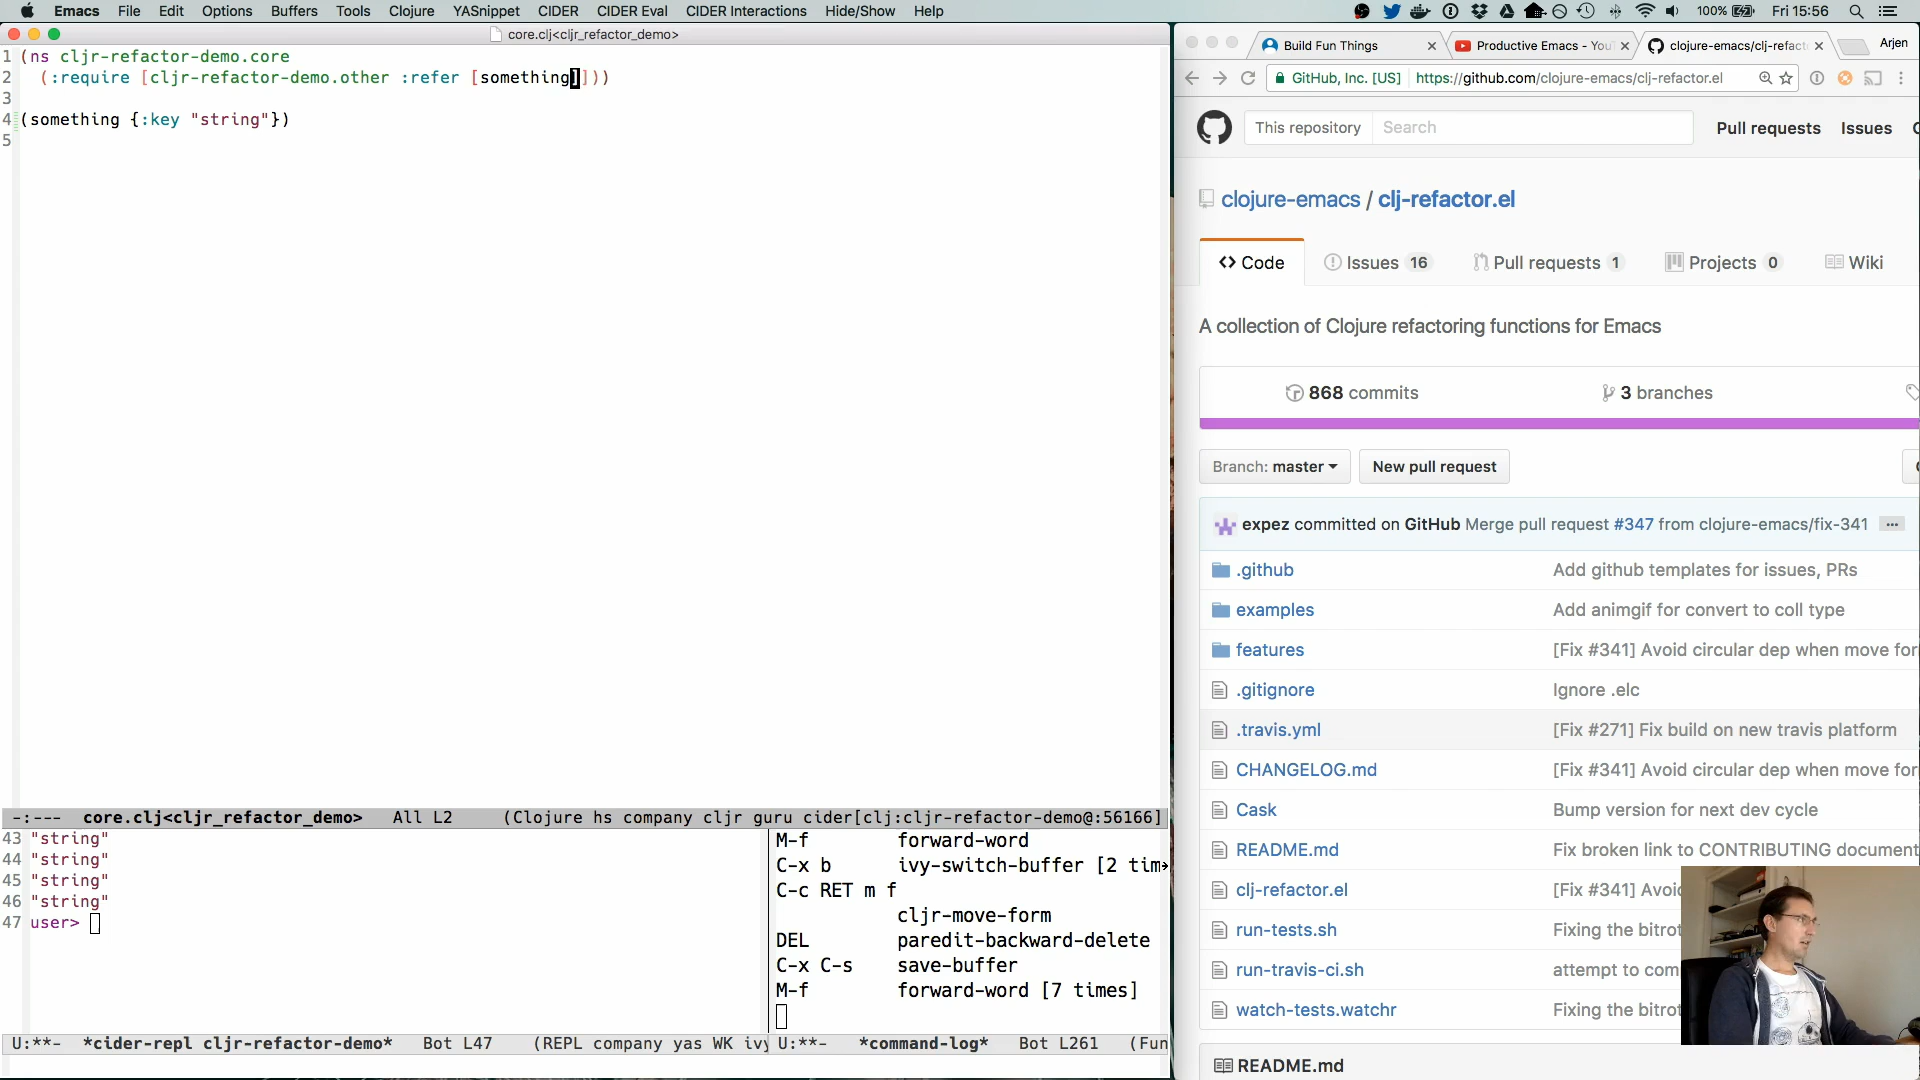 Emacs File Edit Options Buffers Tools Clojure YASnippet CIDER CIDER Eval CIDER Interactions Hide/Show Help 100% Fri 15:56
core.clj<cljr_refactor_demo>
1 (ns cljr-refactor-demo.core
2 (:require [cljr-refactor-demo.other :refer [something]]))
3
4 (something {:key "string"})
5
-:--- core.clj<cljr_refactor_demo> All L2 (Clojure hs company cljr guru cider[clj:cljr-refactor-demo@:56166]
43 "string"
44 "string"
45 "string"
46 "string"
47 user>
U:**- *cider-repl cljr-refactor-demo* Bot L47 (REPL company yas WK ivy
M-f forward-word
C-x b ivy-switch-buffer [2 tim
C-c RET m f
cljr-move-form
DEL paredit-backward-delete
C-x C-s save-buffer
M-f forward-word [7 times]
U:**- *command-log* Bot L261 (Fun
Build Fun Things
Productive Emacs - You
clojure-emacs/clj-refact
Arjen
GitHub, Inc. [US] https://github.com/clojure-emacs/clj-refactor.el
This repository Search Pull requests Issues
clojure-emacs / clj-refactor.el
Code Issues 16 Pull requests 1 Projects 0 Wiki
A collection of Clojure refactoring functions for Emacs
868 commits 3 branches
Branch: master New pull request
expez committed on GitHub Merge pull request #347 from clojure-emacs/fix-341 ...
.github Add github templates for issues, PRs
examples Add animgif for convert to coll type
features [Fix #341] Avoid circular dep when move for
.gitignore Ignore .elc
.travis.yml [Fix #271] Fix build on new travis platform
CHANGELOG.md [Fix #341] Avoid circular dep when move for
Cask Bump version for next dev cycle
README.md Fix broken link to CONTRIBUTING document
clj-refactor.el [Fix #341] Avoi
run-tests.sh Fixing the bitrot
run-travis-ci.sh attempt to com
watch-tests.watchr Fixing the bitrot
README.md